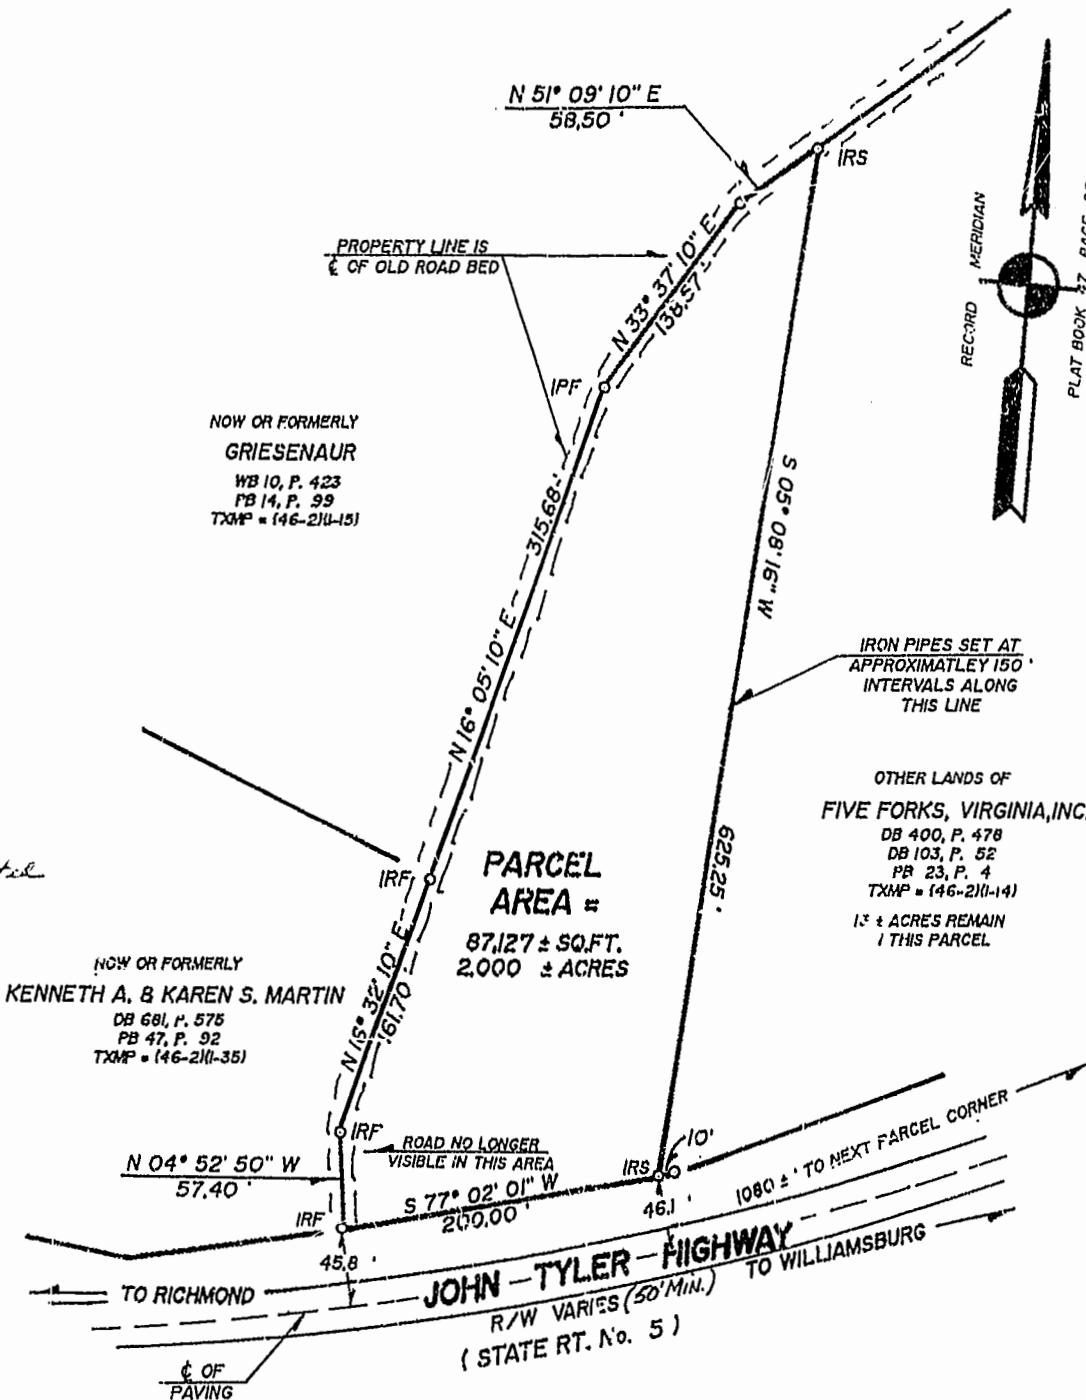 N 51° 09' 10" E
58.50 '
IRS
PROPERTY LINE IS
℄ OF OLD ROAD BED
N 33° 37' 10" E
138.57
MERIDIAN
RECORD
PLAT BOOK 47
IPF
NOW OR FORMERLY
GRIESENAUR
WB 10, P. 423
PB 14, P. 99
TXMP = (46-2)(1-15)
315.68 '
N 16° 05' 10" E
S 05° 08' 16" W
625.25 '
IRON PIPES SET AT
APPROXIMATLEY 150 '
INTERVALS ALONG
THIS LINE
OTHER LANDS OF
FIVE FORKS, VIRGINIA, INC.
DB 400, P. 478
DB 103, P. 52
PB 23, P. 4
TXMP = (46-2)(1-14)
± ACRES REMAIN
THIS PARCEL
IRF
PARCEL
AREA =
87,127 ± SQ.FT.
2.000 ± ACRES
NOW OR FORMERLY
KENNETH A. & KAREN S. MARTIN
DB 681, P. 575
PB 47, P. 92
TXMP = (46-2)(1-35)
32' 10" E
161.70 '
IRF
ROAD NO LONGER
VISIBLE IN THIS AREA
N 04° 52' 50" W
57.40 '
IRF
S 77° 02' 01" W
200.00 '
IRS
10'
46.1 '
45.8 '
1080 ± ' TO NEXT PARCEL CORNER
TO RICHMOND
JOHN TYLER HIGHWAY
TO WILLIAMSBURG
R/W VARIES (50' MIN.)
( STATE RT. No. 5 )
℄ OF
PAVING